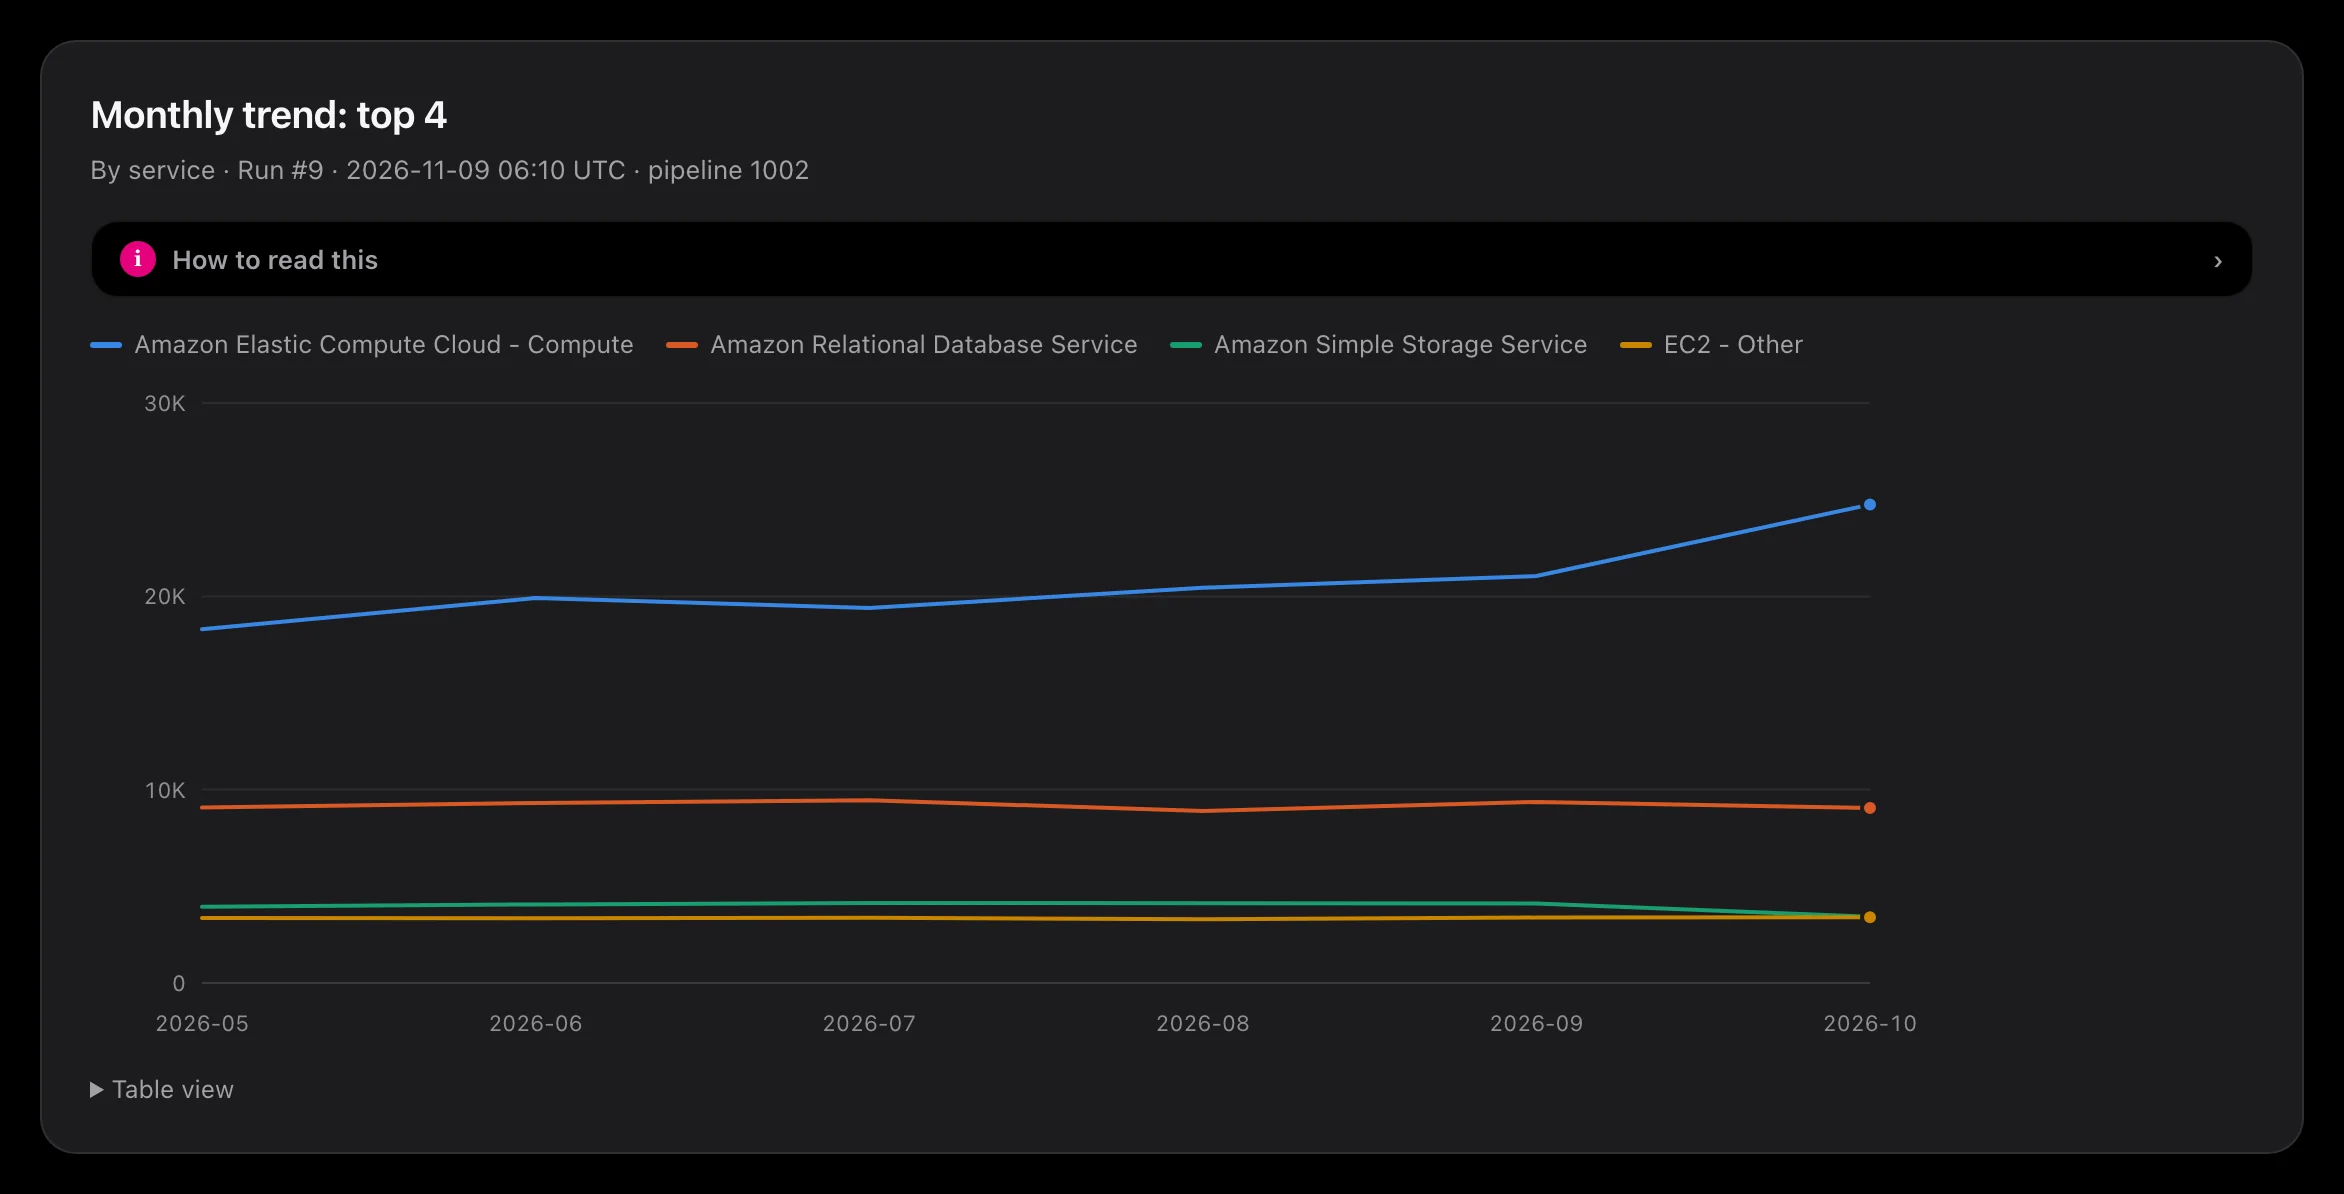 Monthly trend: top 4
By service · Run #9 · 2026-11-09 06:10 UTC · pipeline 1002
i How to read this ›
Amazon Elastic Compute Cloud - Compute Amazon Relational Database Service Amazon Simple Storage Service EC2 - Other
30K
20K
10K
0
2026-05 2026-06 2026-07 2026-08 2026-09 2026-10
▶ Table view